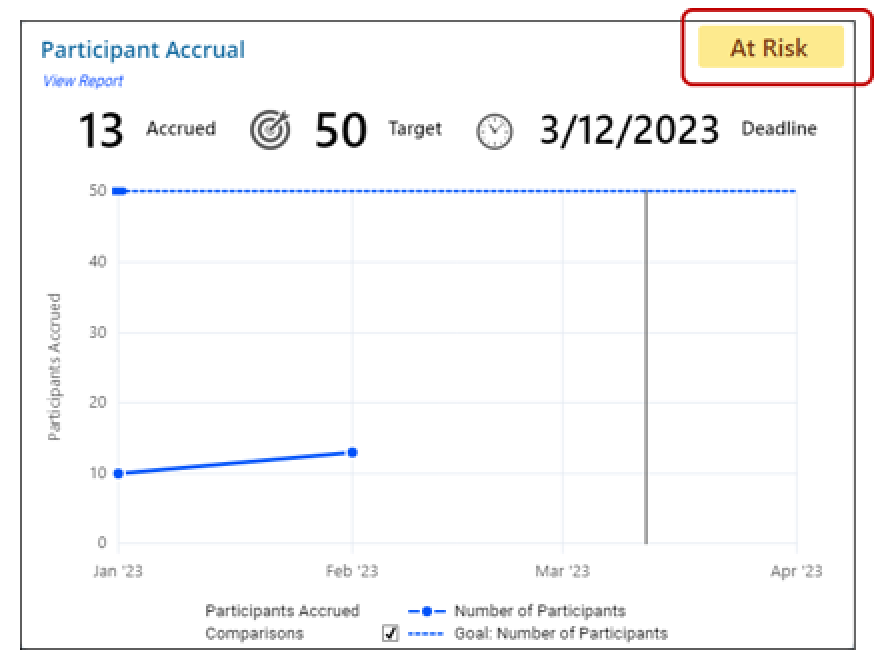 Participant Accrual
At Risk
View Report
13 Accrued 50 Target 3/12/2023 Deadline
Participants Accrued
50
40
30
20
10
0
Jan '23 Feb '23 Mar '23 Apr '23
Participants Accrued Number of Participants
Comparisons Goal: Number of Participants